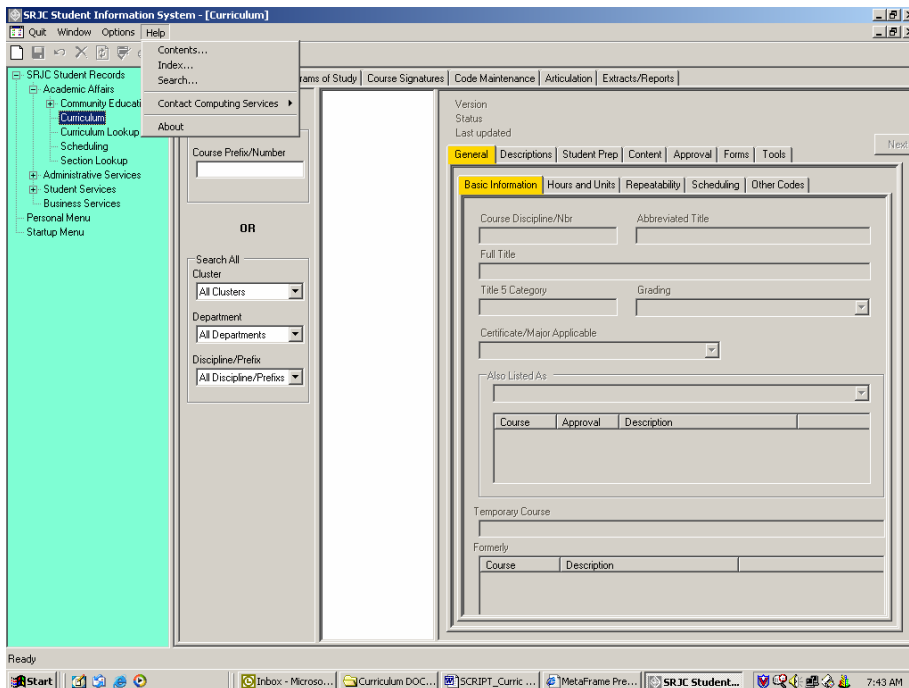 SRJC Student Information System - [Curriculum]
Quit Window Options Help
Contents...
Index...
Search...
Contact Computing Services
About
SRJC Student Records
Academic Affairs
Community Educati
Curriculum
Curriculum Lookup
Scheduling
Section Lookup
Administrative Services
Student Services
Business Services
Personal Menu
Startup Menu
rams of Study Course Signatures Code Maintenance Articulation Extracts/Reports
Course Prefix/Number
OR
Search All
Cluster
All Clusters
Department
All Departments
Discipline/Prefix
All Discipline/Prefixs
Version
Status
Last updated
Next
General Descriptions Student Prep Content Approval Forms Tools
Basic Information Hours and Units Repeatability Scheduling Other Codes
Course Discipline/Nbr Abbreviated Title
Full Title
Title 5 Category Grading
Certificate/Major Applicable
Also Listed As
Course Approval Description
Temporary Course
Formerly
Course Description
Ready
Start Inbox - Microso... Curriculum DOC... SCRIPT_Curric ... MetaFrame Pre... SRJC Student... 7:43 AM